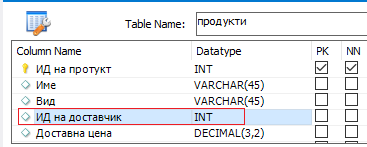 Table Name: продукти
Column Name Datatype PK NN
ИД на протукт INT
Име VARCHAR(45)
Вид VARCHAR(45)
ИД на доставчик INT
Доставна цена DECIMAL(3,2)